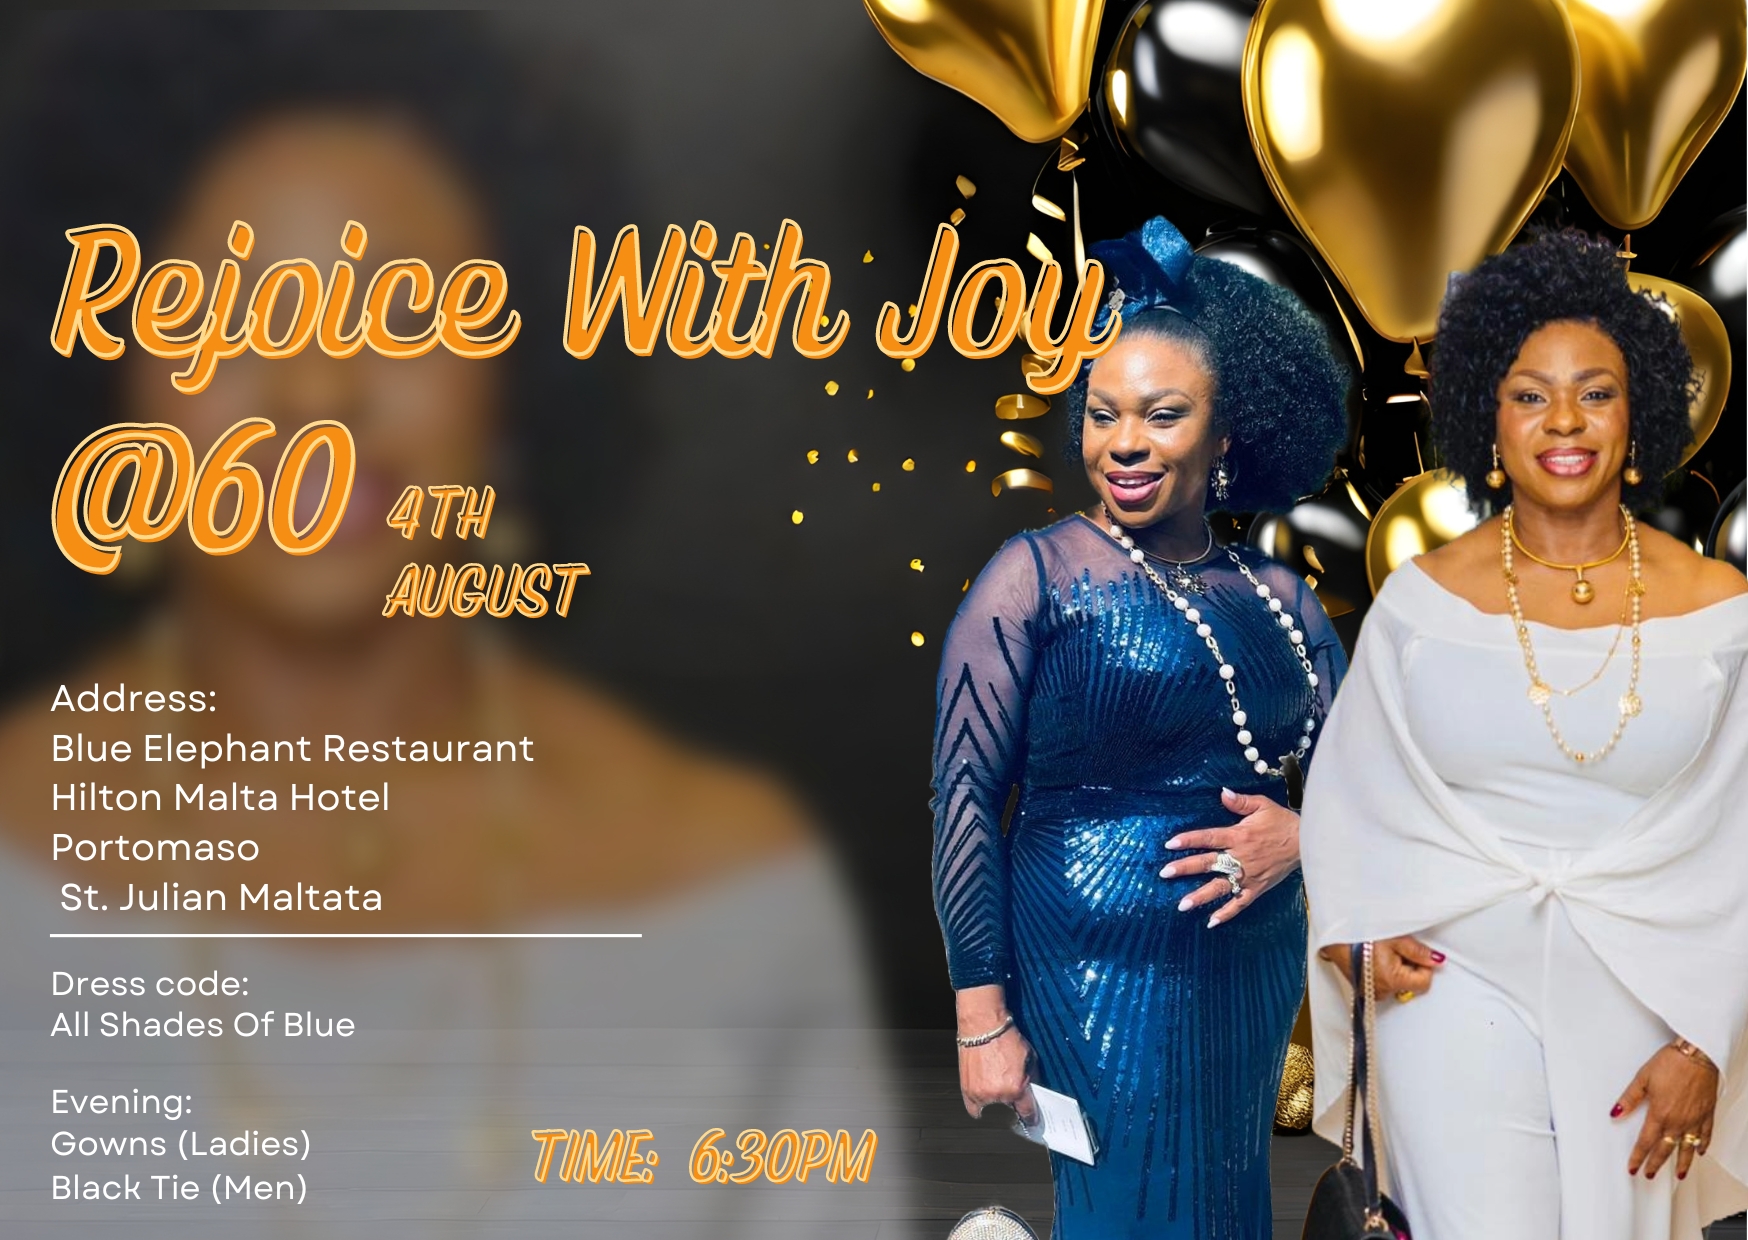 Rejoice With Joy
@60
4TH
AUGUST
Address:
Blue Elephant Restaurant
Hilton Malta Hotel
Portomaso
St. Julian Maltata
Dress code:
All Shades Of Blue
Evening:
Gowns (Ladies)
Black Tie (Men)
TIME: 6:30PM